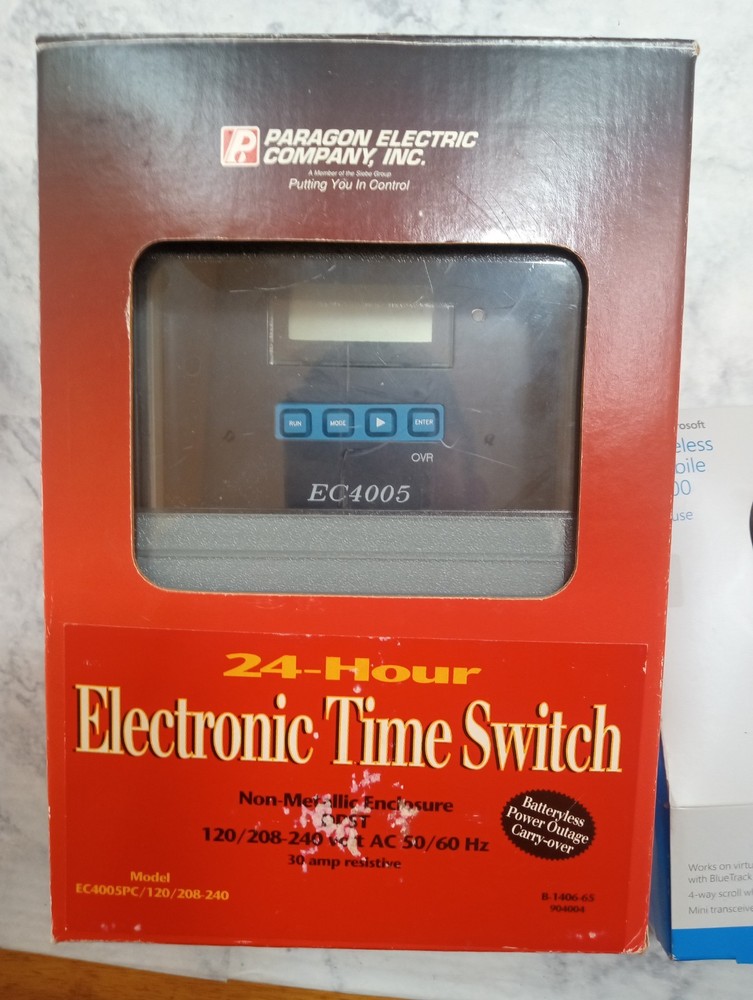 PARAGON ELECTRIC
COMPANY, INC.
A Member of the Siebe Group
Putting You In Control
RUN MODE ENTER
OVR
EC4005
24-Hour
Electronic Time Switch
Non-Metallic Enclosure
120/208-240 volt AC 50/60 Hz
30 amp resistive
Batteryless
Power Outage
Carry-over
Model
EC4005PC/120/208-240
B-1406-65
904004
rosoft
eless
bile
00
use
Works on virtu
with BlueTrack
4-way scroll w
Mini transceive